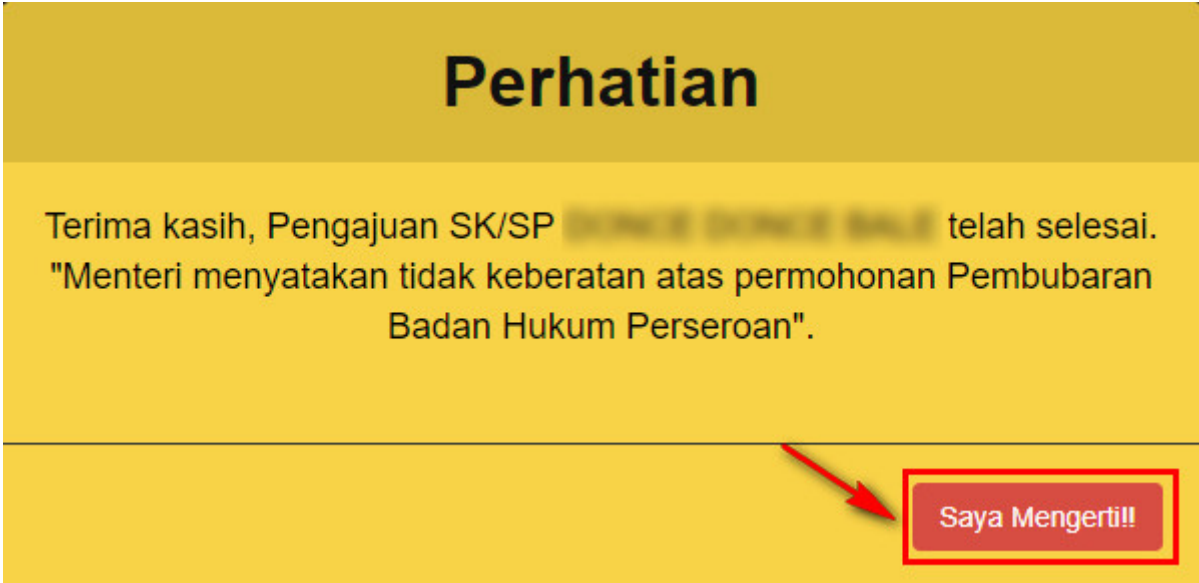 Perhatian
Terima kasih, Pengajuan SK/SP telah selesai.
"Menteri menyatakan tidak keberatan atas permohonan Pembubaran
Badan Hukum Perseroan".
Saya Mengerti!!